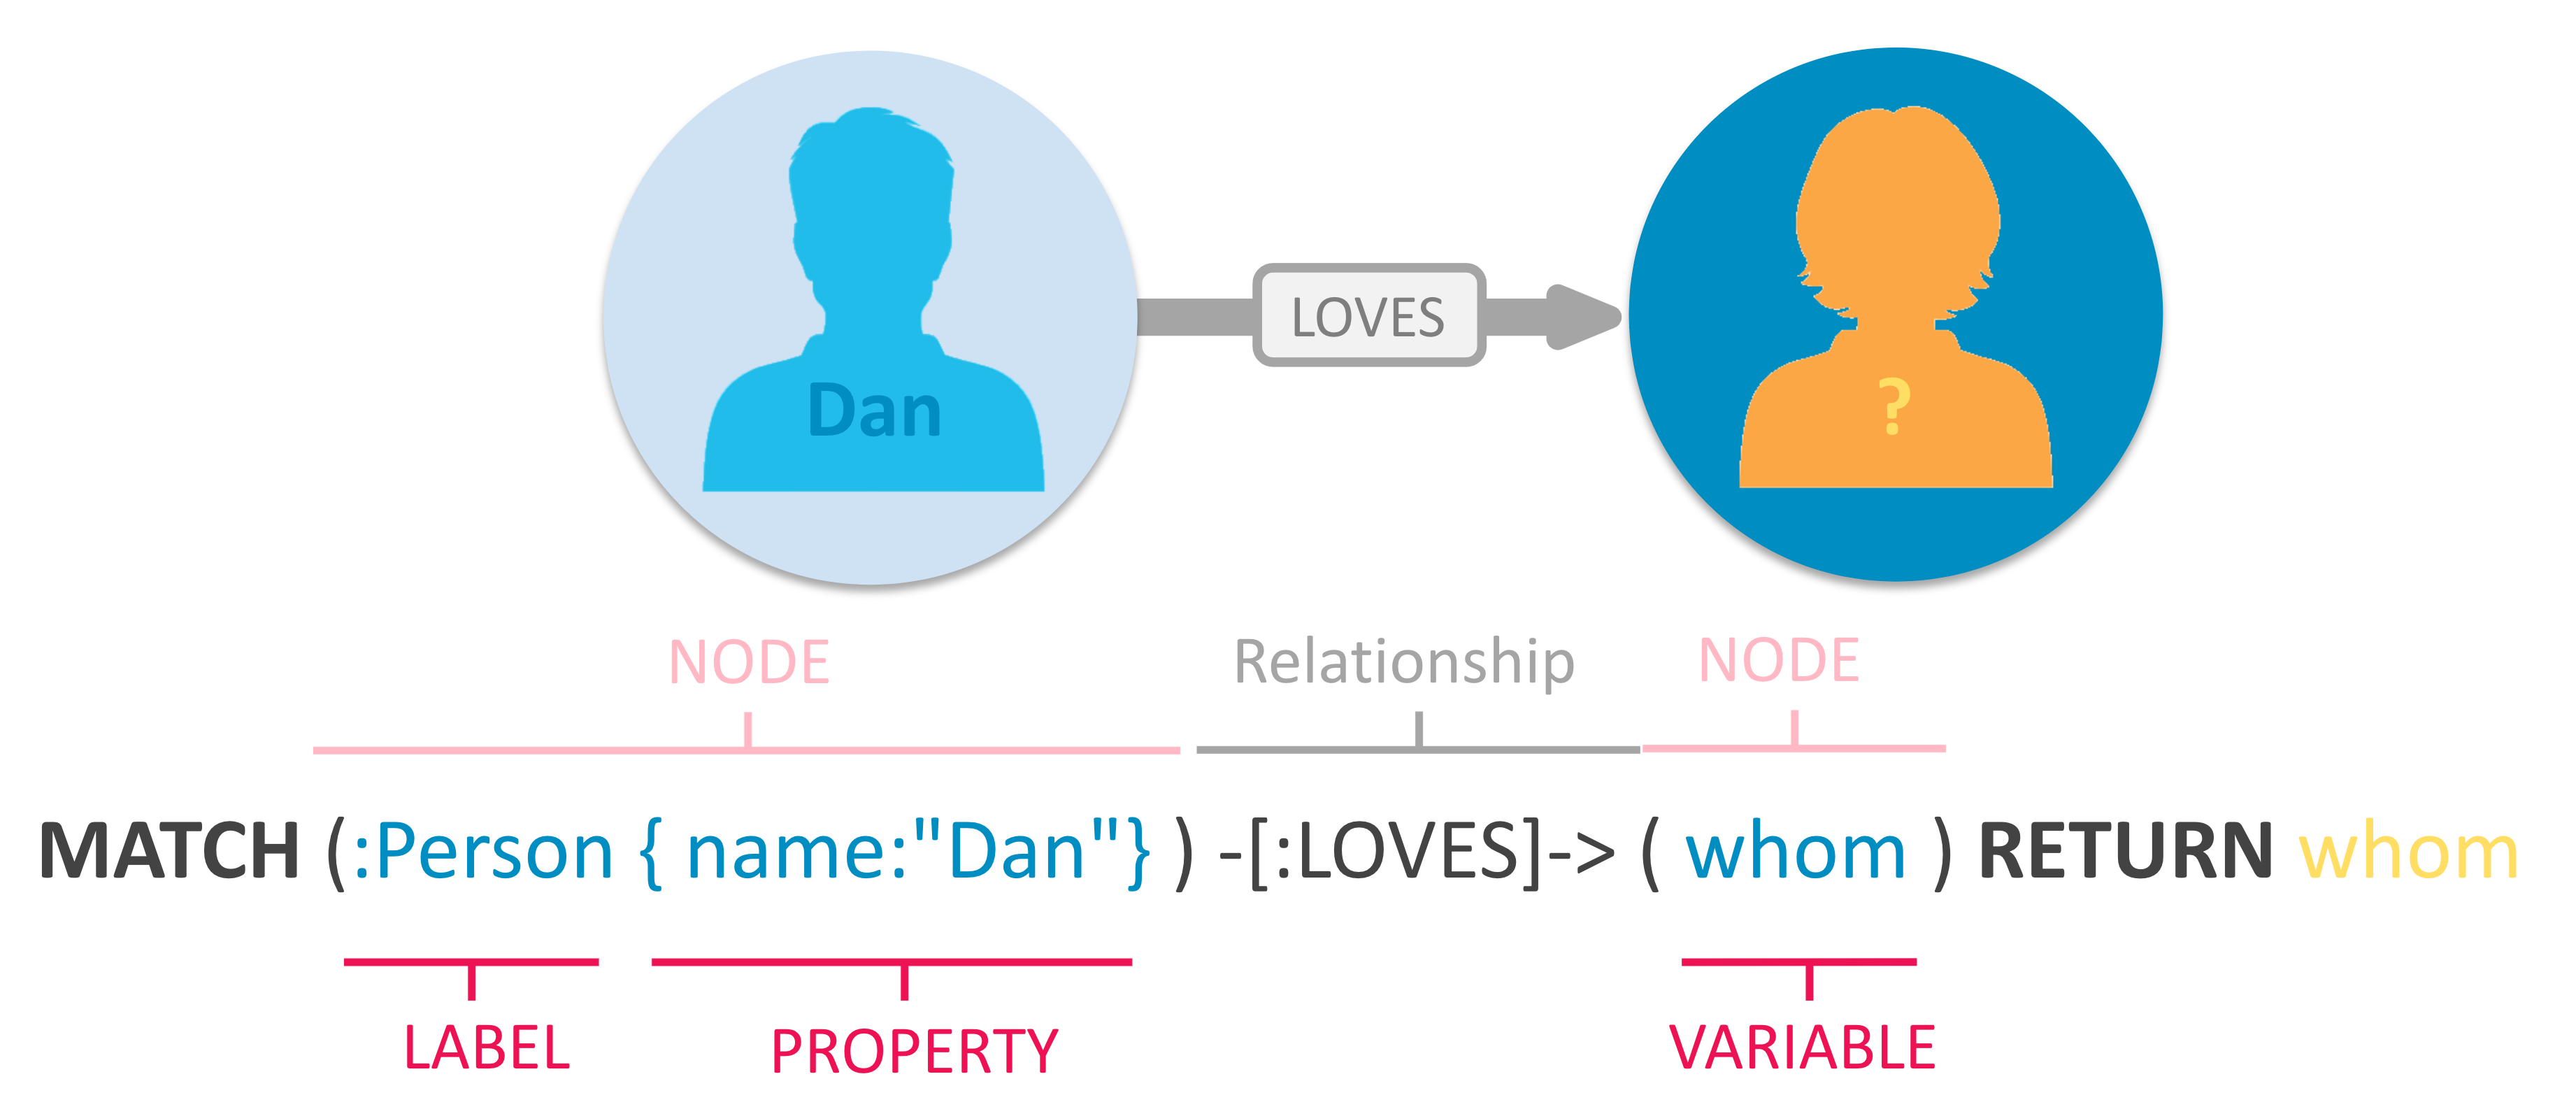 Dan
LOVES
?
NODE
Relationship
NODE
MATCH (:Person { name:"Dan"} ) -[:LOVES]-> ( whom ) RETURN whom
LABEL
PROPERTY
VARIABLE